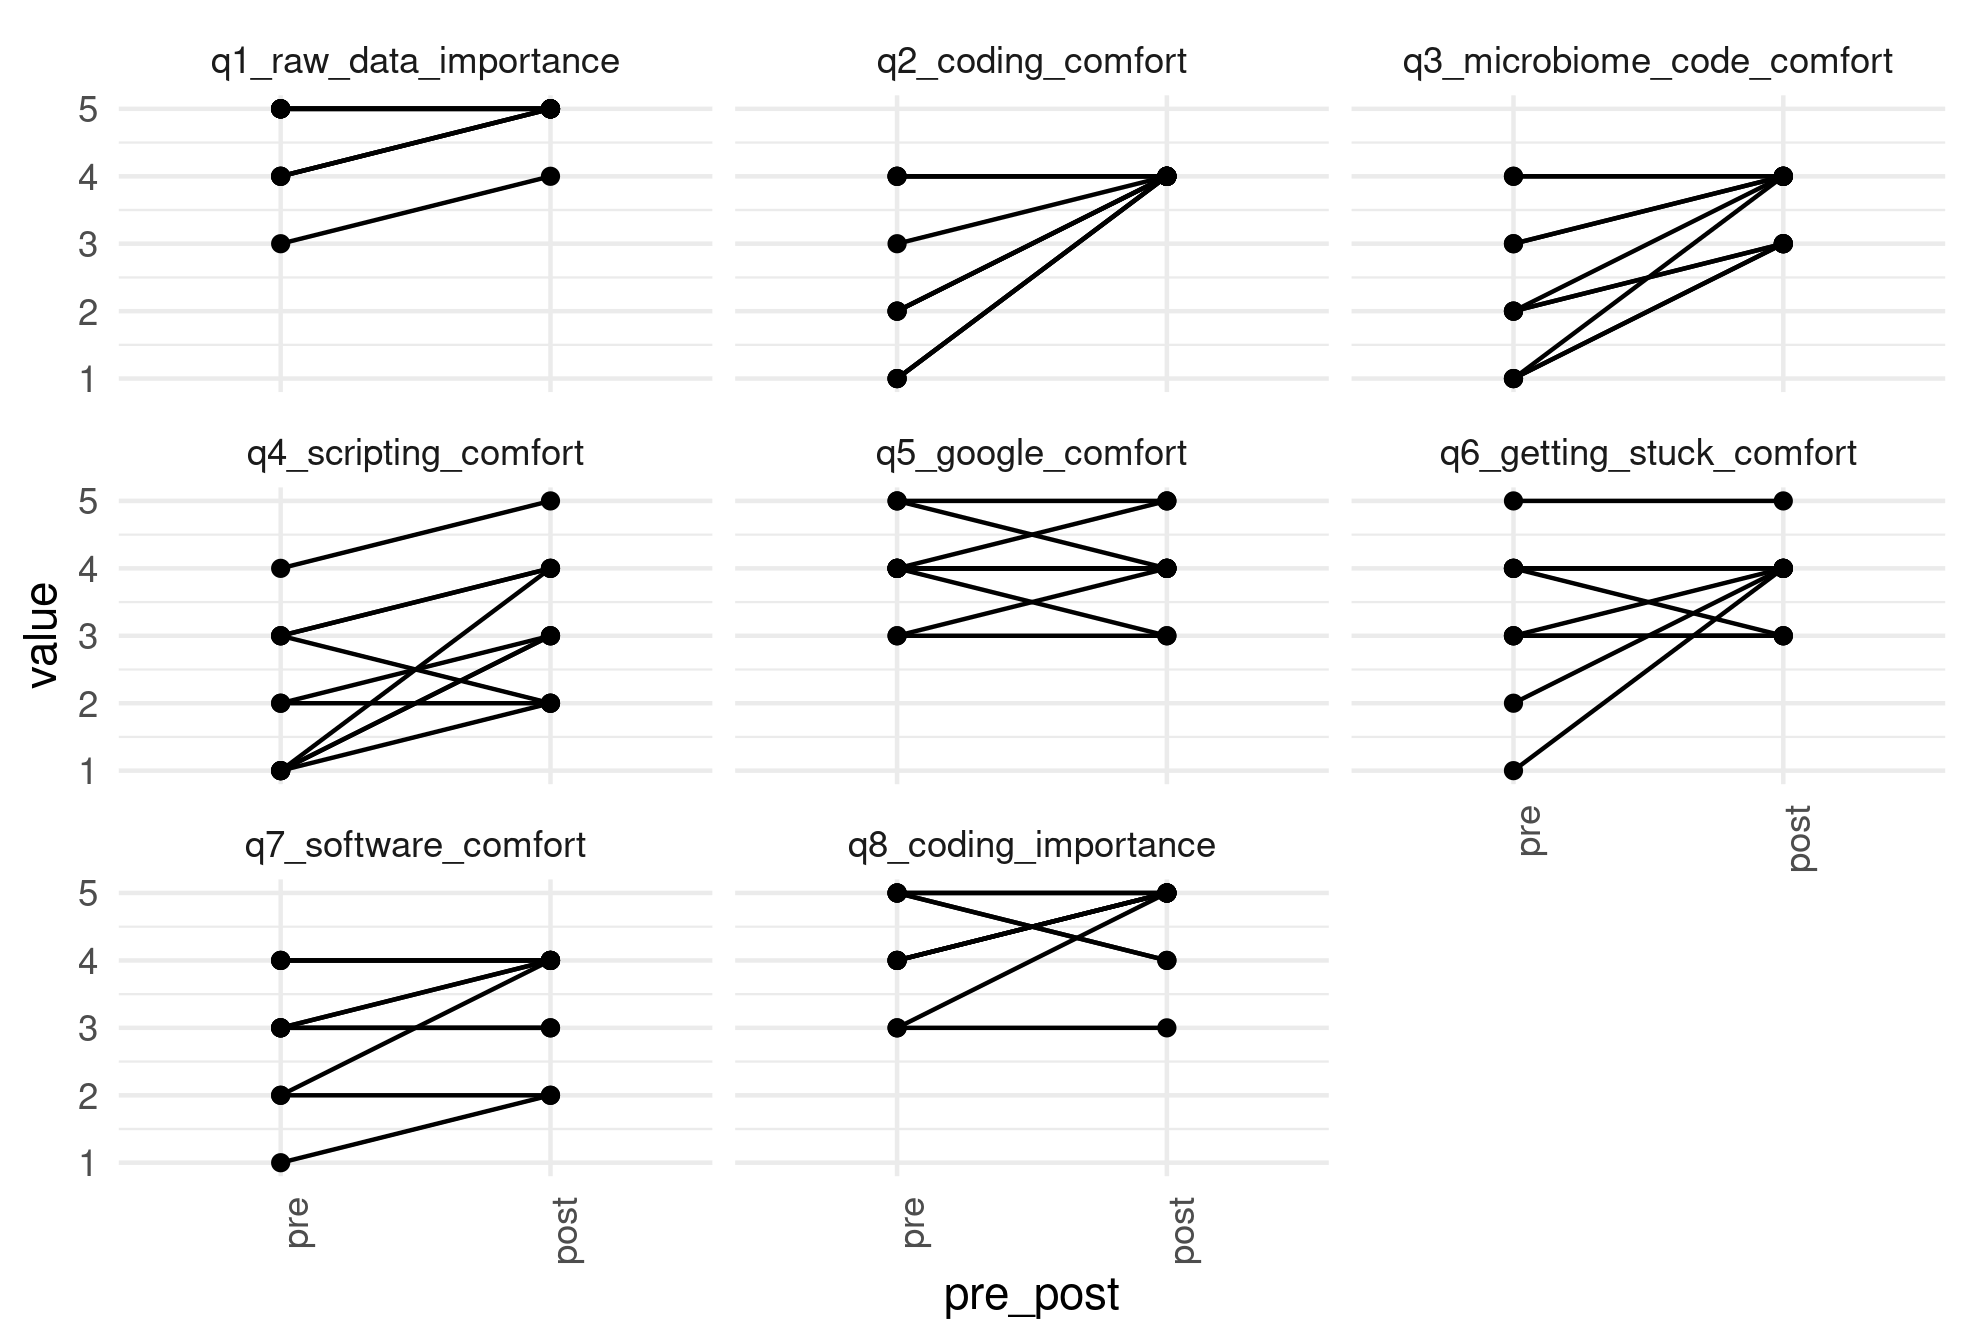 q1_raw_data_importance
q2_coding_comfort
q3_microbiome_code_comfort
5
4
3
2
1
q4_scripting_comfort
q5_google_comfort
q6_getting_stuck_comfort
5
4
3
2
1
value
pre
post
q7_software_comfort
q8_coding_importance
5
4
3
2
1
pre
post
pre
post
pre_post